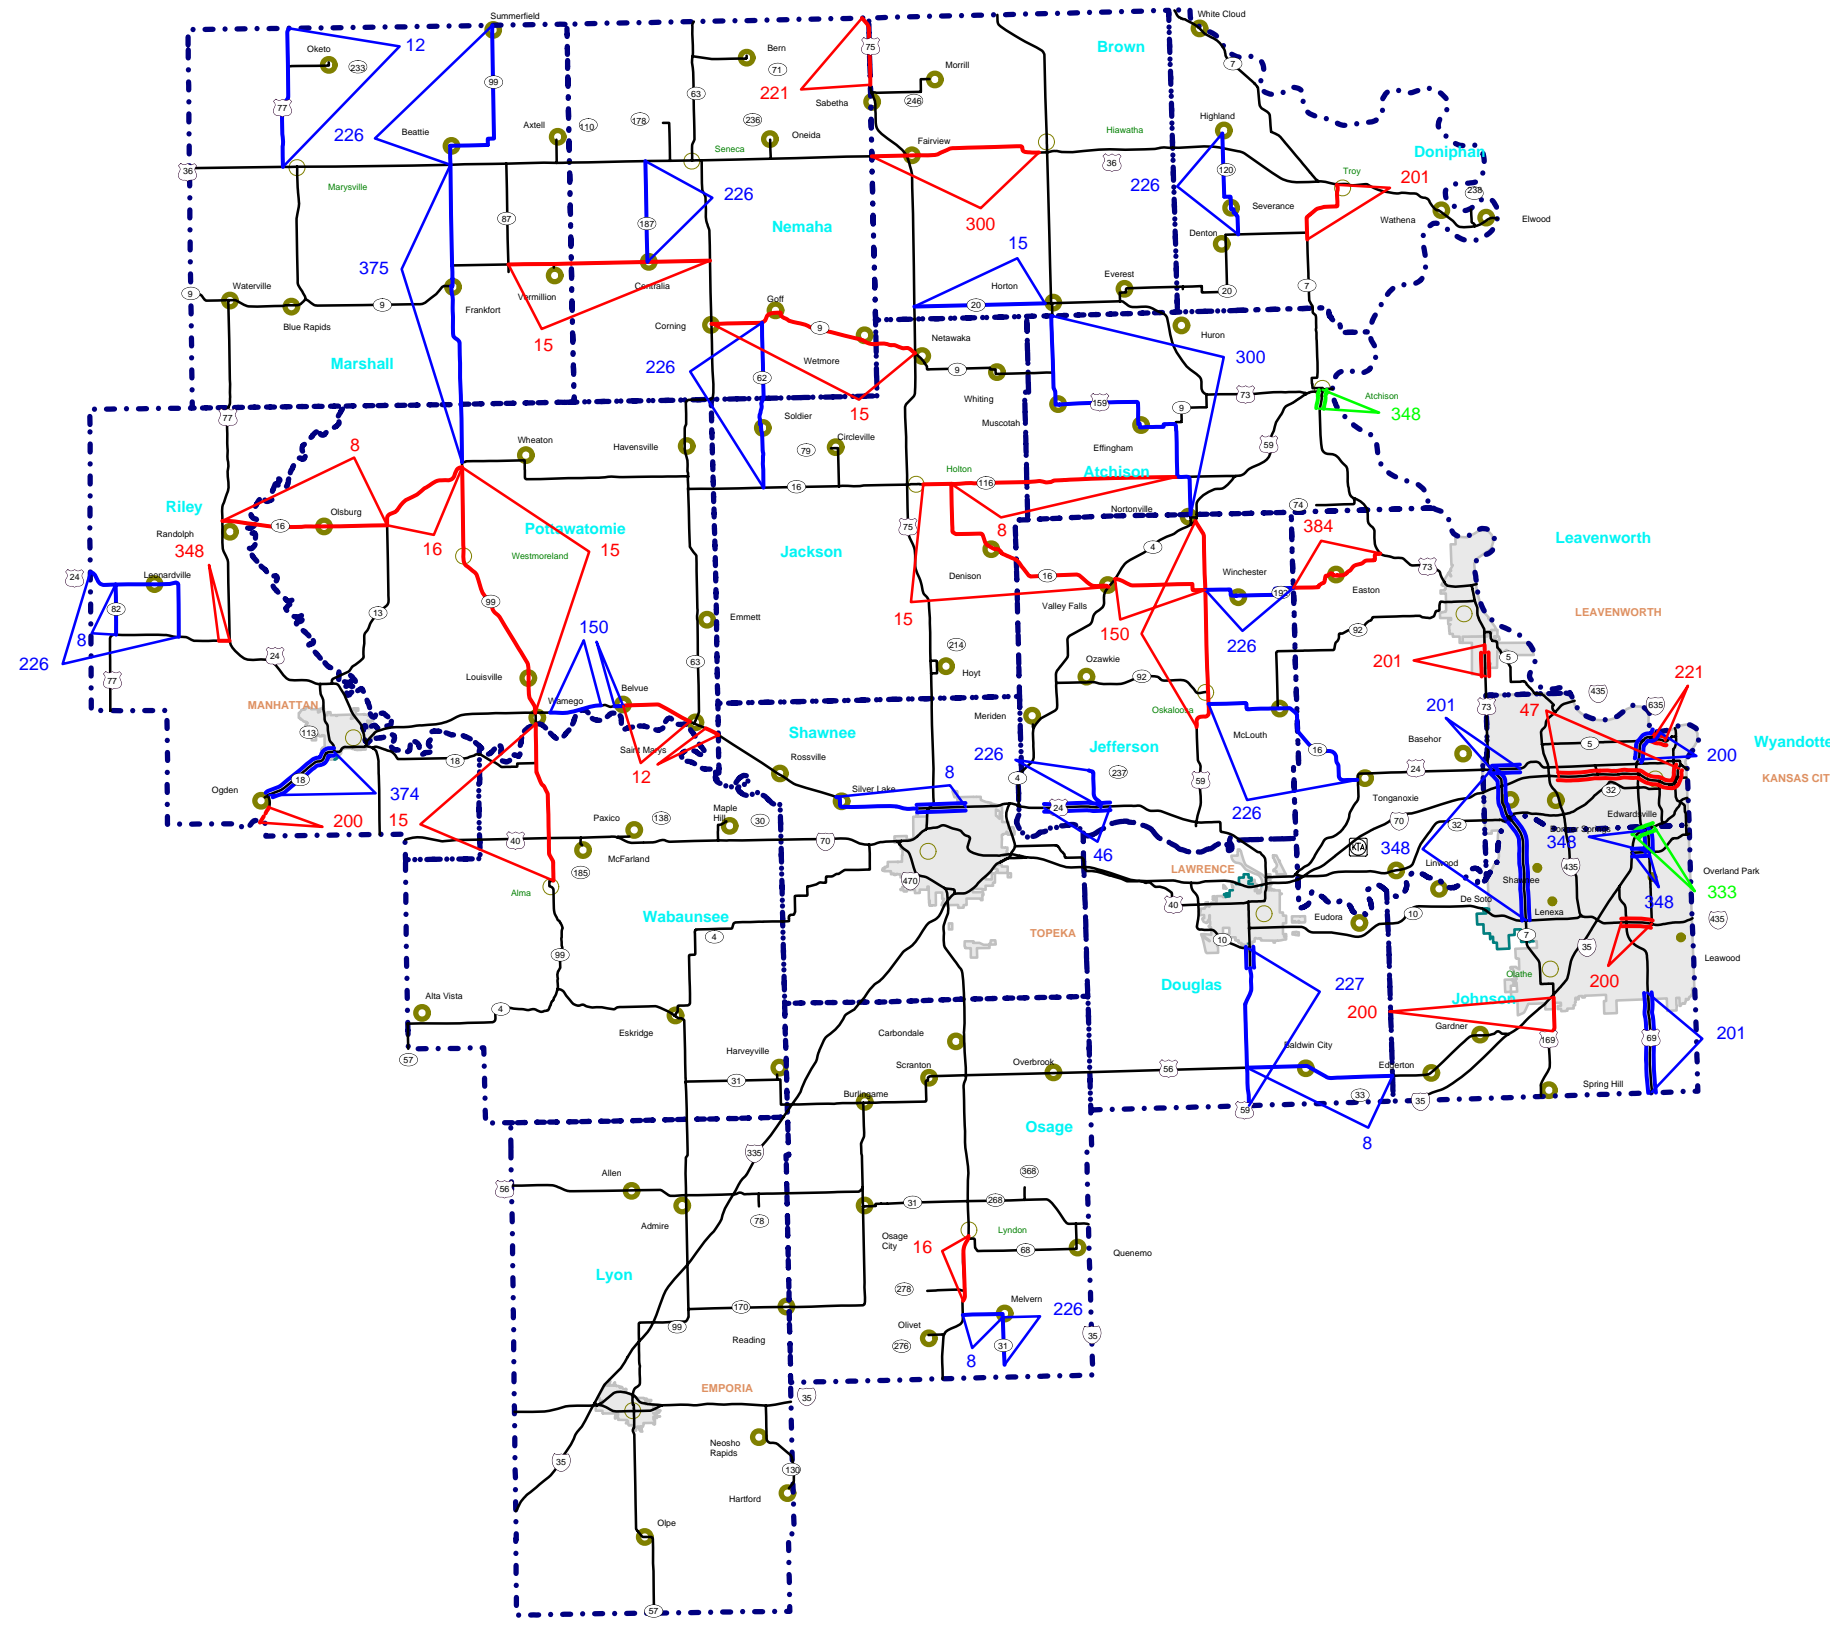 Summerfield
White Cloud
Oketo
12
233
Bern
75
Brown
71
7
Morrill
77
99
63
221
Sabetha
246
226
Beattie
Axtell
110
178
236
Oneida
Highland
Hiawatha
Fairview
Seneca
36
36
Doniphan
Troy
Marysville
120
226
201
238
226
Severance
Wathena
Elwood
87
187
Nemaha
300
Denton
15
375
Everest
Waterville
9
Centralia
Vermillion
Horton
7
20
20
Goff
9
Frankfort
Corning
9
Blue Rapids
Huron
15
Netawaka
Wetmore
300
Marshall
226
62
9
Whiting
73
Atchison
159
9
15
348
77
Soldier
Muscotah
Circleville
8
Wheaton
Havensville
79
Effingham
59
Holton
Atchison
116
16
Riley
74
Nortonville
Olsburg
16
Pottawatomie
384
75
8
Randolph
16
Leavenworth
348
Westmoreland
15
Jackson
4
73
24
Leonardville
Denison
16
Winchester
Easton
192
99
Valley Falls
82
13
Emmett
15
LEAVENWORTH
150
150
92
8
226
214
226
24
63
201
5
Ozawkie
Hoyt
221
77
Louisville
92
Belvue
435
201
MANHATTAN
Wamego
Oskaloosa
73
47
635
Meriden
113
Shawnee
Jefferson
McLouth
Basehor
5
Wyandotte
Saint Marys
16
226
200
18
Rossville
24
237
12
4
KANSAS CIT
18
8
59
Ogden
374
Silver Lake
32
24
Tonganoxie
226
Maple
Hill
Paxico
138
30
200
15
70
32
Edwardsville
40
70
Bonner Springs
348
KTA
348
46
McFarland
Linwood
LAWRENCE
435
185
470
Overland Park
Shawnee
Alma
333
De Soto
40
348
Wabaunsee
Lenexa
10
Eudora
435
4
TOPEKA
7
10
35
99
Leawood
Olathe
200
Douglas
227
Alta Vista
Johnson
4
200
Gardner
Eskridge
Carbondale
201
169
69
Harveyville
Baldwin City
57
Scranton
Overbrook
Edgerton
56
31
Spring Hill
Burlingame
33
35
59
Osage
8
335
Allen
368
56
31
268
78
Admire
Lyndon
Osage
City
16
68
Quenemo
Lyon
278
Melvern
170
226
99
Olivet
35
Reading
276
31
8
EMPORIA
35
Neosho
Rapids
35
130
Hartford
Olpe
57